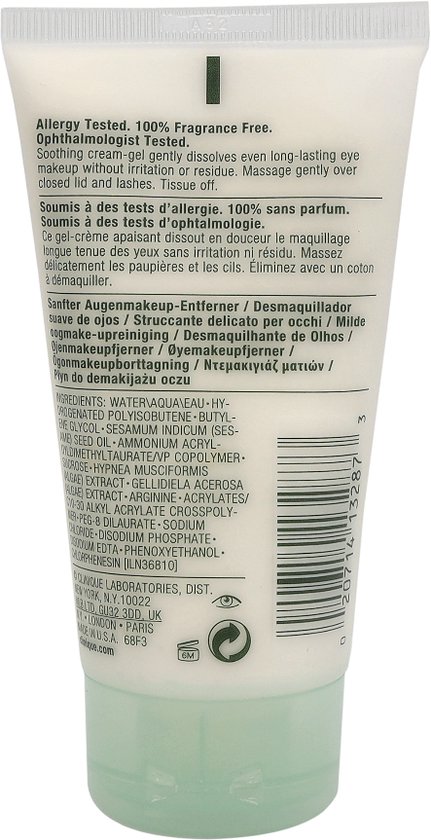 A32
Allergy Tested. 100% Fragrance Free.
Ophthalmologist Tested.
Soothing cream-gel gently dissolves even long-lasting eye
makeup without irritation or residue. Massage gently over
closed lid and lashes. Tissue off.
Soumis à des tests d'allergie. 100% sans parfum.
Soumis à des tests d'ophtalmologie.
Ce gel-crème apaisant dissout en douceur le maquillage
longue tenue des yeux sans irritation ni résidu. Massez
délicatement les paupières et les cils. Éliminez avec un coton
à démaquiller.
Sanfter Augenmakeup-Entferner / Desmaquillador
suave de ojos / Struccante delicato per occhi / Milde
oogmake-upreiniging / Desmaquilhante de Olhos /
Øjenmakeupfjerner / Øyemakeupfjerner /
Ögonmakeupborttagning / Ντεμακιγιάζ ματιών /
Płyn do demakijażu oczu
INGREDIENTS: WATER\AQUA\EAU • HY-
DROGENATED POLYISOBUTENE • BUTYL-
ENE GLYCOL • SESAMUM INDICUM (SES-
AME) SEED OIL • AMMONIUM ACRYL-
OYLDIMETHYLTAURATE/VP COPOLYMER •
SUCROSE • HYPNEA MUSCIFORMIS
(ALGAE) EXTRACT • GELLIDIELA ACEROSA
(ALGAE) EXTRACT • ARGININE • ACRYLATES/
C10-30 ALKYL ACRYLATE CROSSPOLY-
MER • PEG-8 DILAURATE • SODIUM
CHLORIDE • DISODIUM PHOSPHATE •
DISODIUM EDTA • PHENOXYETHANOL •
CHLORPHENESIN [ILN36810]
© CLINIQUE LABORATORIES, DIST.
NEW YORK, N.Y. 10022
LTD. GU32 3DD, UK
• LONDON • PARIS
MADE IN U.S.A. 68F3
clinique.com
6M
0 20714 13287 3